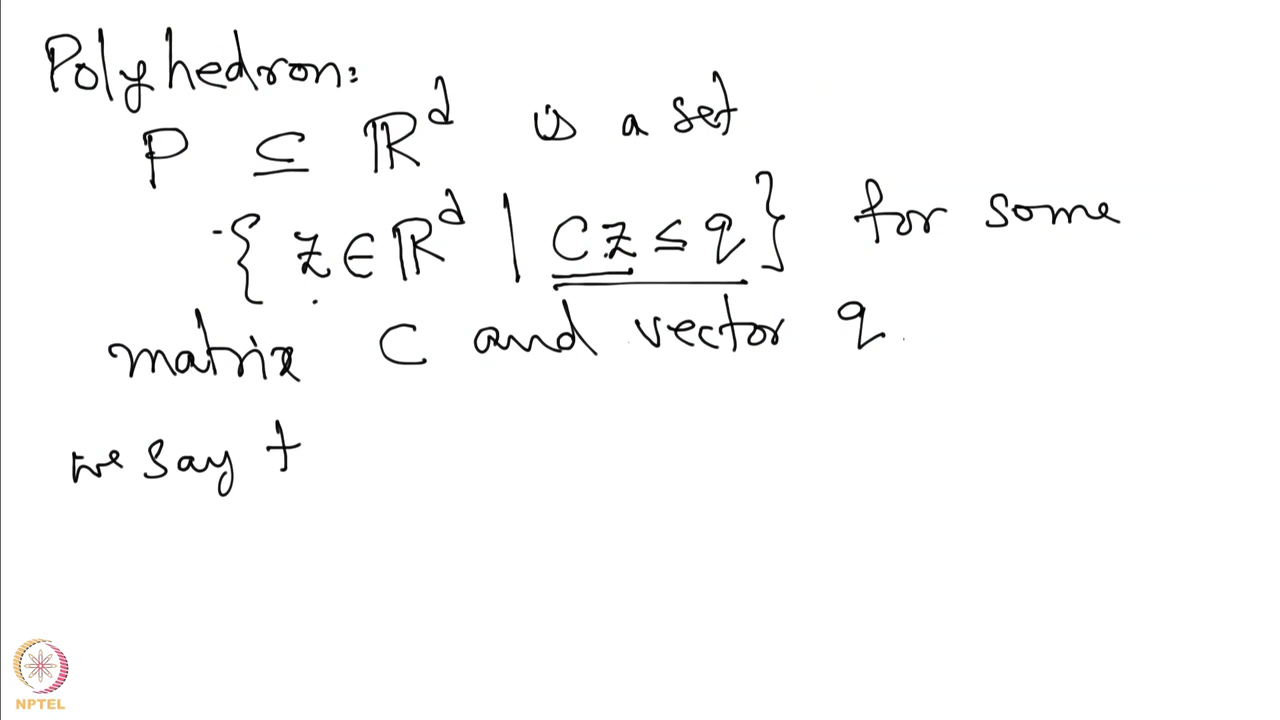 Polyhedron:
P ⊆ ℝ^d is a set
{ z ∈ ℝ^d | Cz ≤ q } for some
matrix C and vector q.
we say t
NPTEL